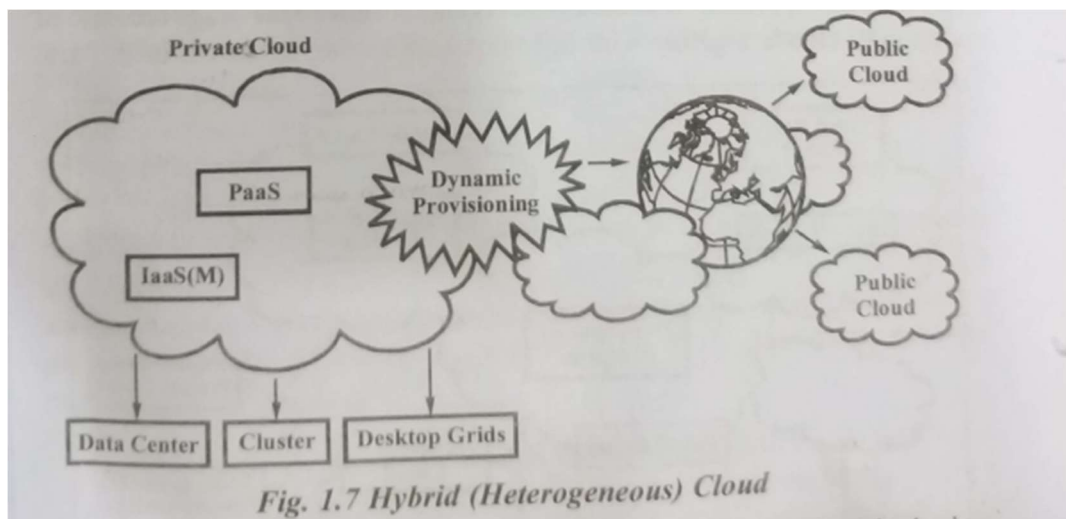 Private Cloud
Public
Cloud
PaaS
Dynamic
Provisioning
IaaS(M)
Public
Cloud
Data Center
Cluster
Desktop Grids
Fig. 1.7 Hybrid (Heterogeneous) Cloud